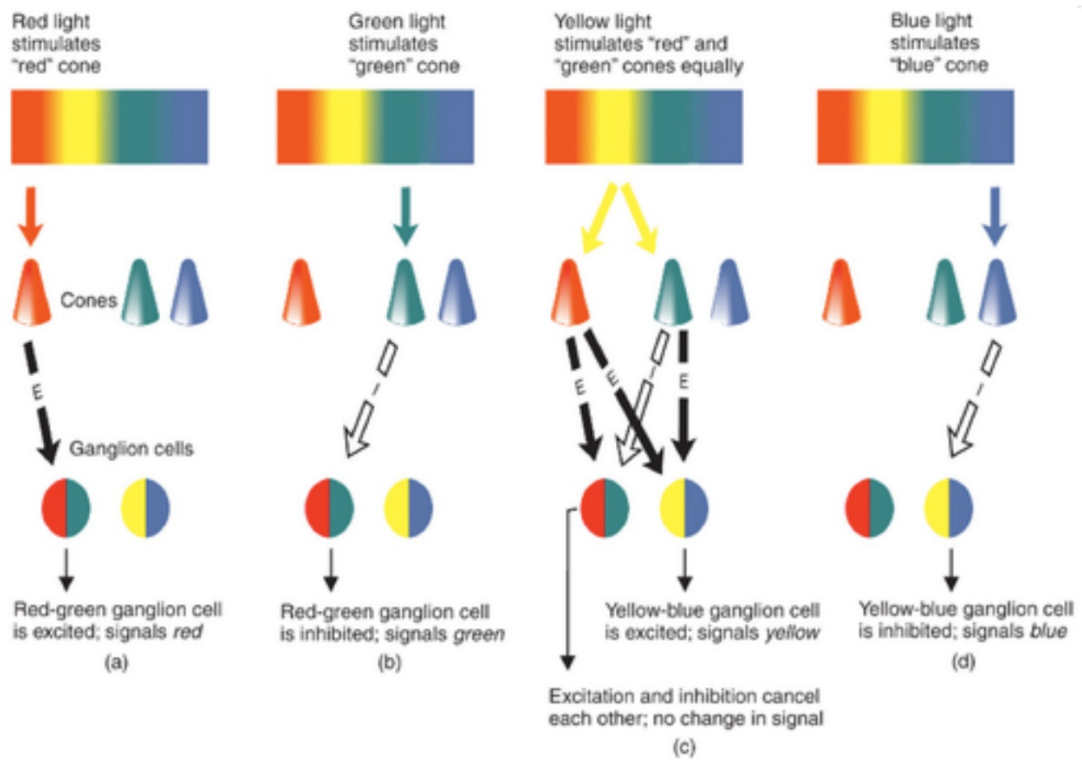 Red light
stimulates
“red” cone
Green light
stimulates
“green” cone
Yellow light
stimulates “red” and
“green” cones equally
Blue light
stimulates
“blue” cone
Cones
E
I
E
E
I
E
I
Ganglion cells
Red-green ganglion cell
is excited; signals red
(a)
Red-green ganglion cell
is inhibited; signals green
(b)
Yellow-blue ganglion cell
is excited; signals yellow
Excitation and inhibition cancel
each other; no change in signal
(c)
Yellow-blue ganglion cell
is inhibited; signals blue
(d)